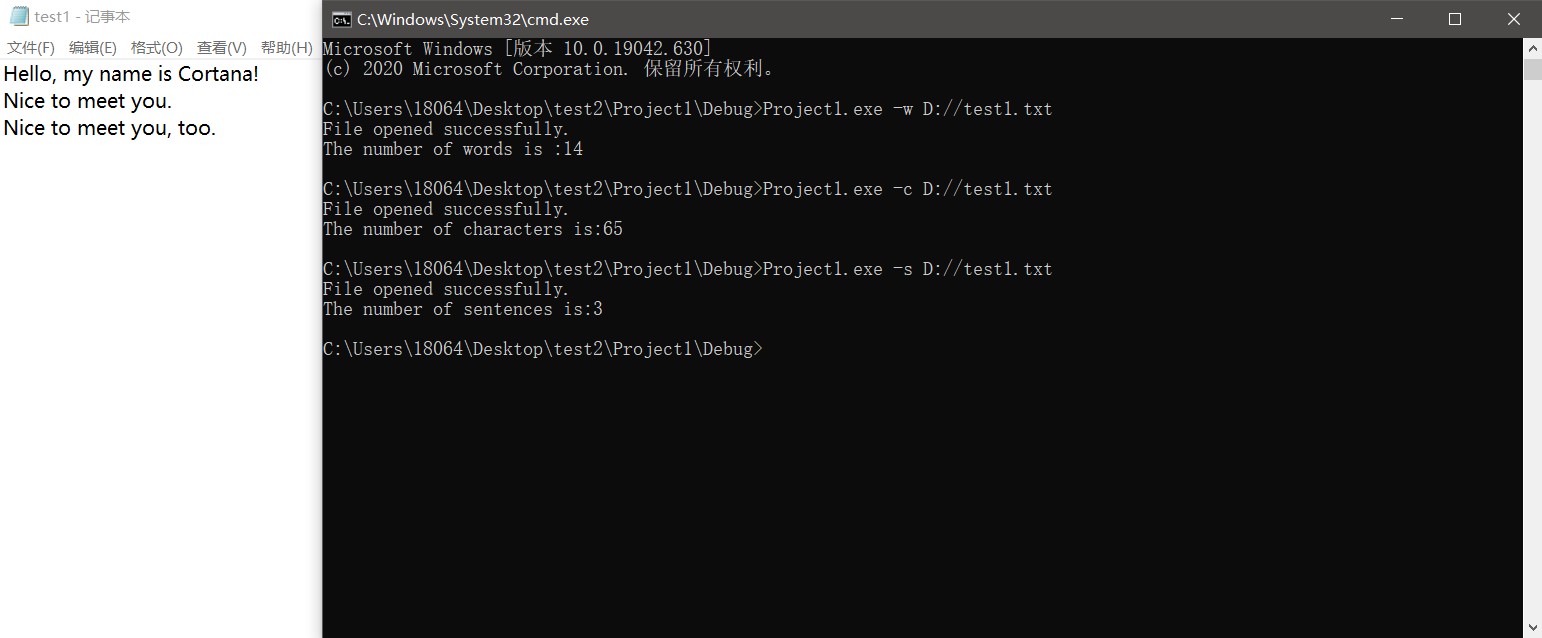 test1 - 记事本
文件(F) 编辑(E) 格式(O) 查看(V) 帮助(H)
Hello, my name is Cortana!
Nice to meet you.
Nice to meet you, too.
C:\Windows\System32\cmd.exe
Microsoft Windows [版本 10.0.19042.630]
(c) 2020 Microsoft Corporation. 保留所有权利。
C:\Users\18064\Desktop\test2\Project1\Debug>Project1.exe -w D://test1.txt
File opened successfully.
The number of words is :14
C:\Users\18064\Desktop\test2\Project1\Debug>Project1.exe -c D://test1.txt
File opened successfully.
The number of characters is:65
C:\Users\18064\Desktop\test2\Project1\Debug>Project1.exe -s D://test1.txt
File opened successfully.
The number of sentences is:3
C:\Users\18064\Desktop\test2\Project1\Debug>